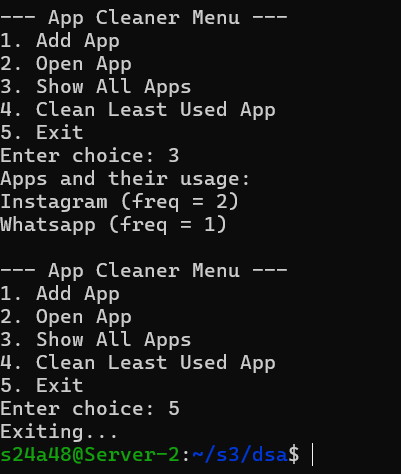 --- App Cleaner Menu ---
1. Add App
2. Open App
3. Show All Apps
4. Clean Least Used App
5. Exit
Enter choice: 3
Apps and their usage:
Instagram (freq = 2)
Whatsapp (freq = 1)

--- App Cleaner Menu ---
1. Add App
2. Open App
3. Show All Apps
4. Clean Least Used App
5. Exit
Enter choice: 5
Exiting...
s24a48@Server-2:~/s3/dsa$